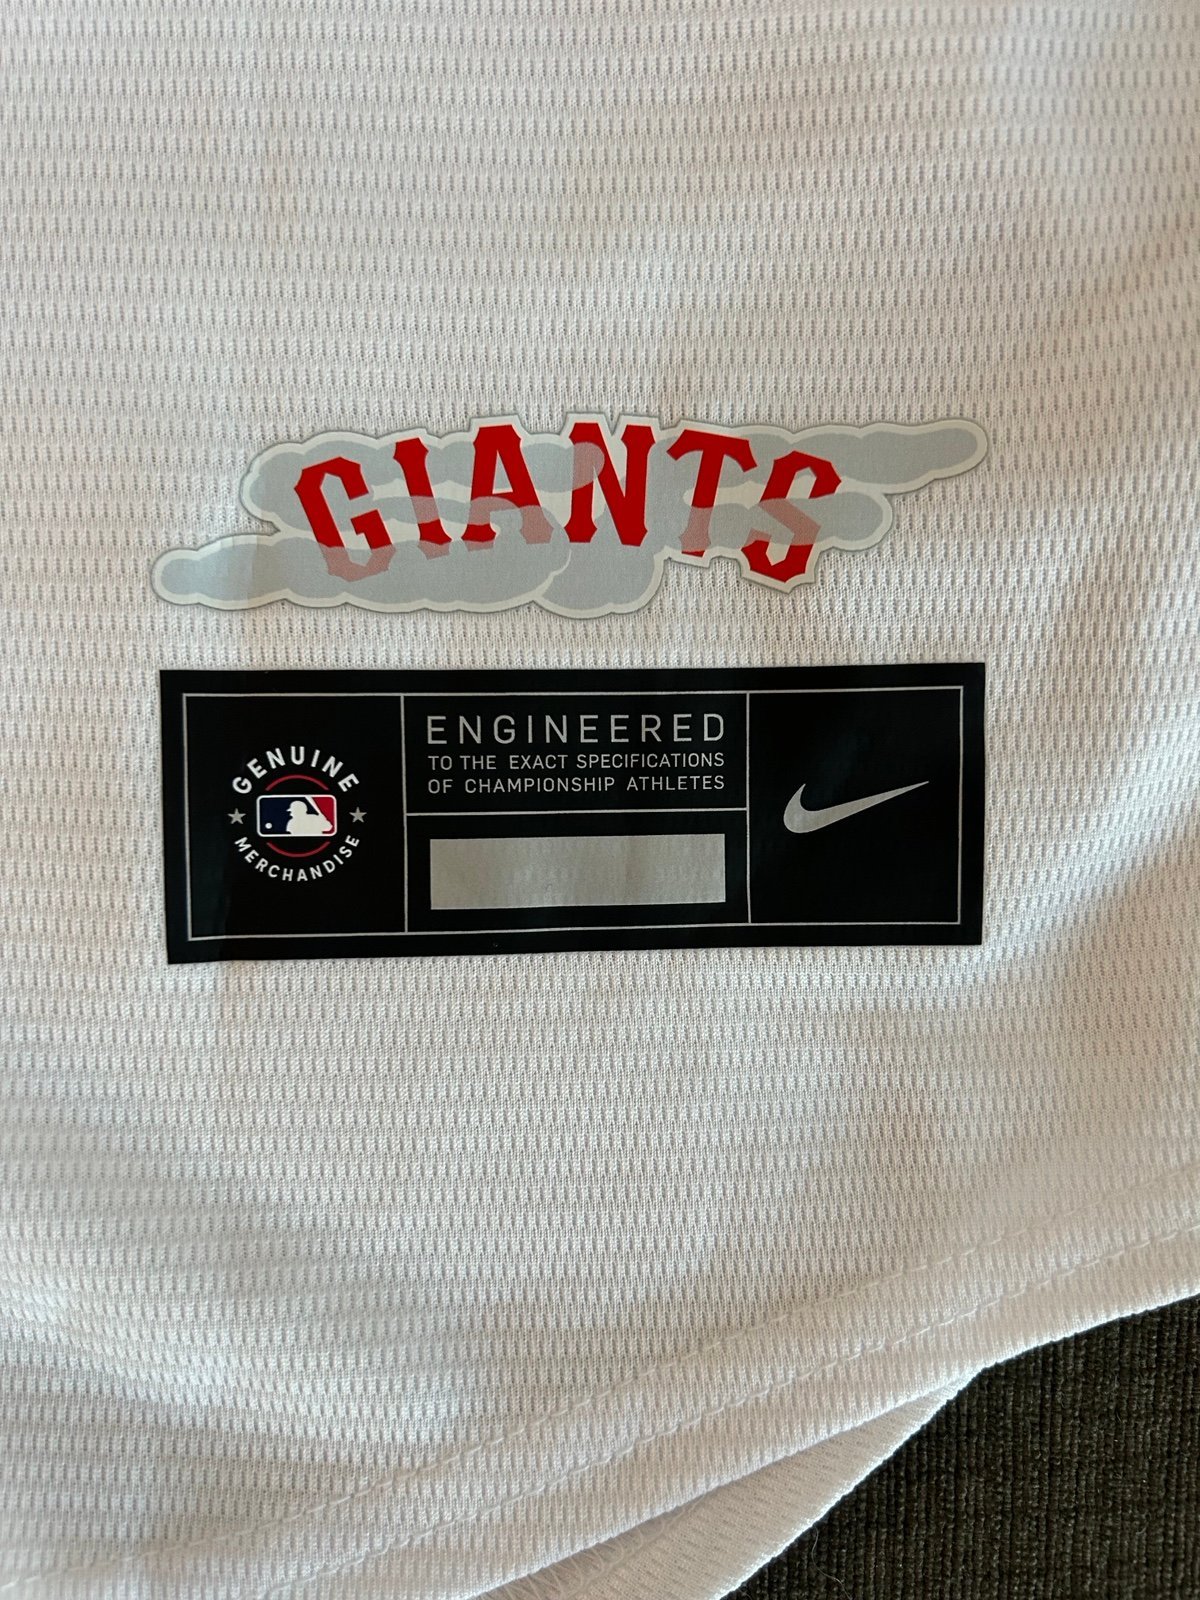 GIANTS
ENGINEERED
TO THE EXACT SPECIFICATIONS
OF CHAMPIONSHIP ATHLETES
GENUINE
MERCHANDISE